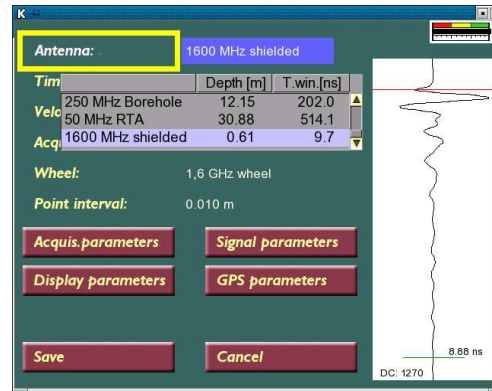 K
Antenna: 1600 MHz shielded
Tim
Depth [m] T.win.[ns]
Velo
250 MHz Borehole 12.15 202.0
50 MHz RTA 30.88 514.1
Acqu
1600 MHz shielded 0.61 9.7
Wheel: 1,6 GHz wheel
Point interval: 0.010 m
Acquis.parameters Signal parameters
Display parameters GPS parameters
8.88 ns
Save Cancel
DC: 1270